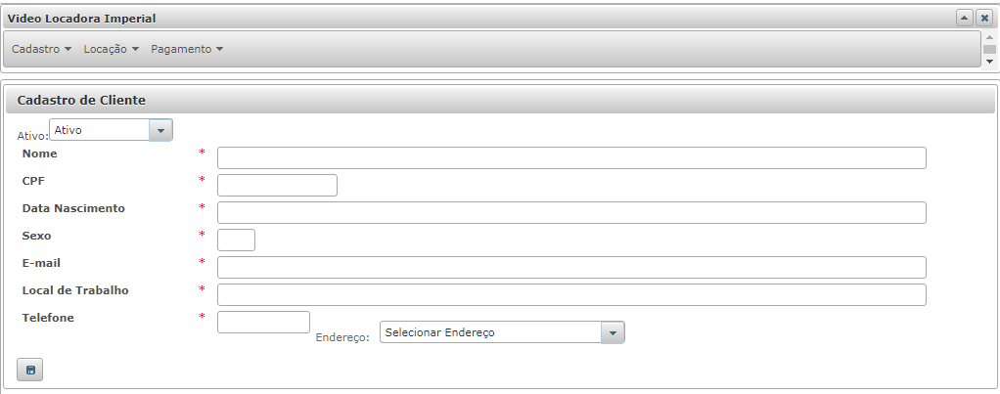 Video Locadora Imperial
Cadastro Locação Pagamento
Cadastro de Cliente
Ativo: Ativo
Nome *
CPF *
Data Nascimento *
Sexo *
E-mail *
Local de Trabalho *
Telefone *
Endereço: Selecionar Endereço